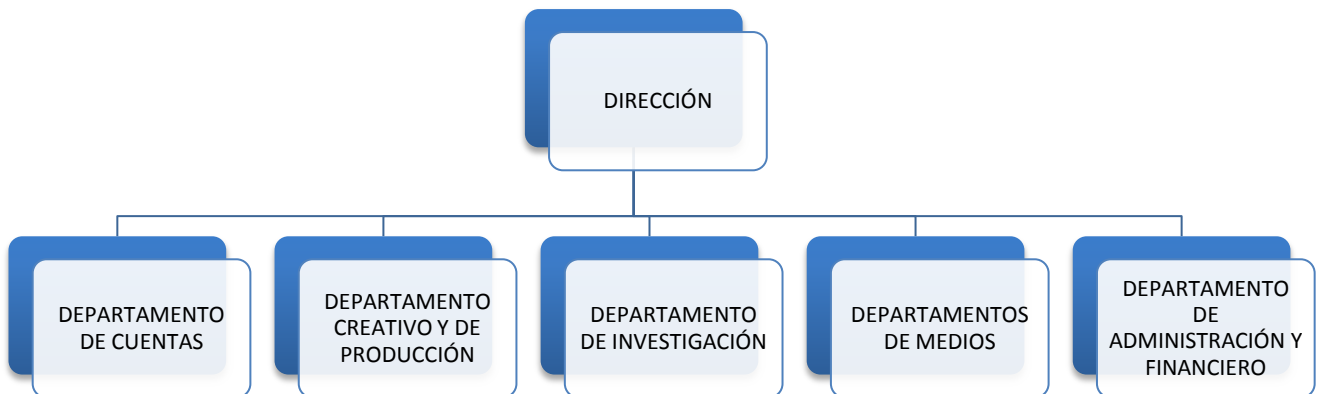 DIRECCIÓN
DEPARTAMENTO
DE CUENTAS
DEPARTAMENTO
CREATIVO Y DE
PRODUCCIÓN
DEPARTAMENTO
DE INVESTIGACIÓN
DEPARTAMENTOS
DE MEDIOS
DEPARTAMENTO
DE
ADMINISTRACIÓN Y
FINANCIERO